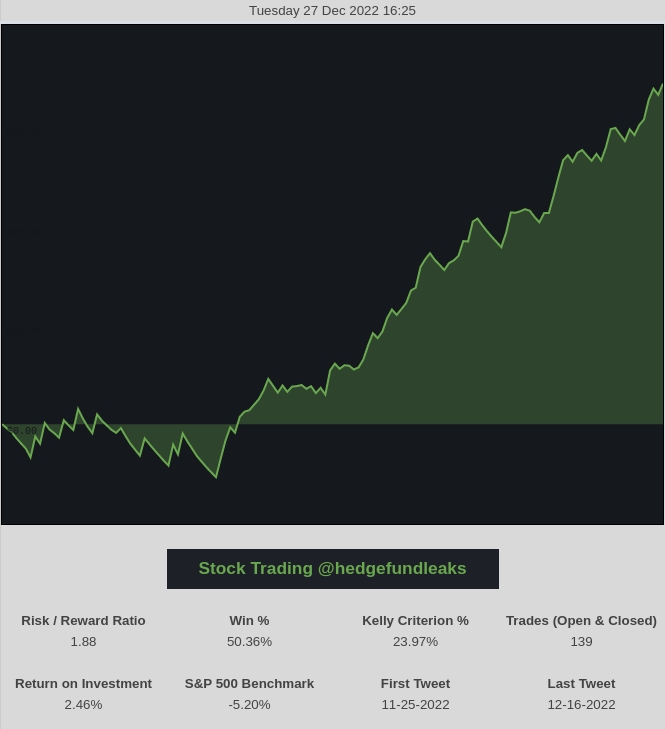 Tuesday 27 Dec 2022 16:25
Stock Trading @hedgefundleaks
Risk / Reward Ratio Win % Kelly Criterion % Trades (Open & Closed)
1.88 50.36% 23.97% 139
Return on Investment S&P 500 Benchmark First Tweet Last Tweet
2.46% -5.20% 11-25-2022 12-16-2022